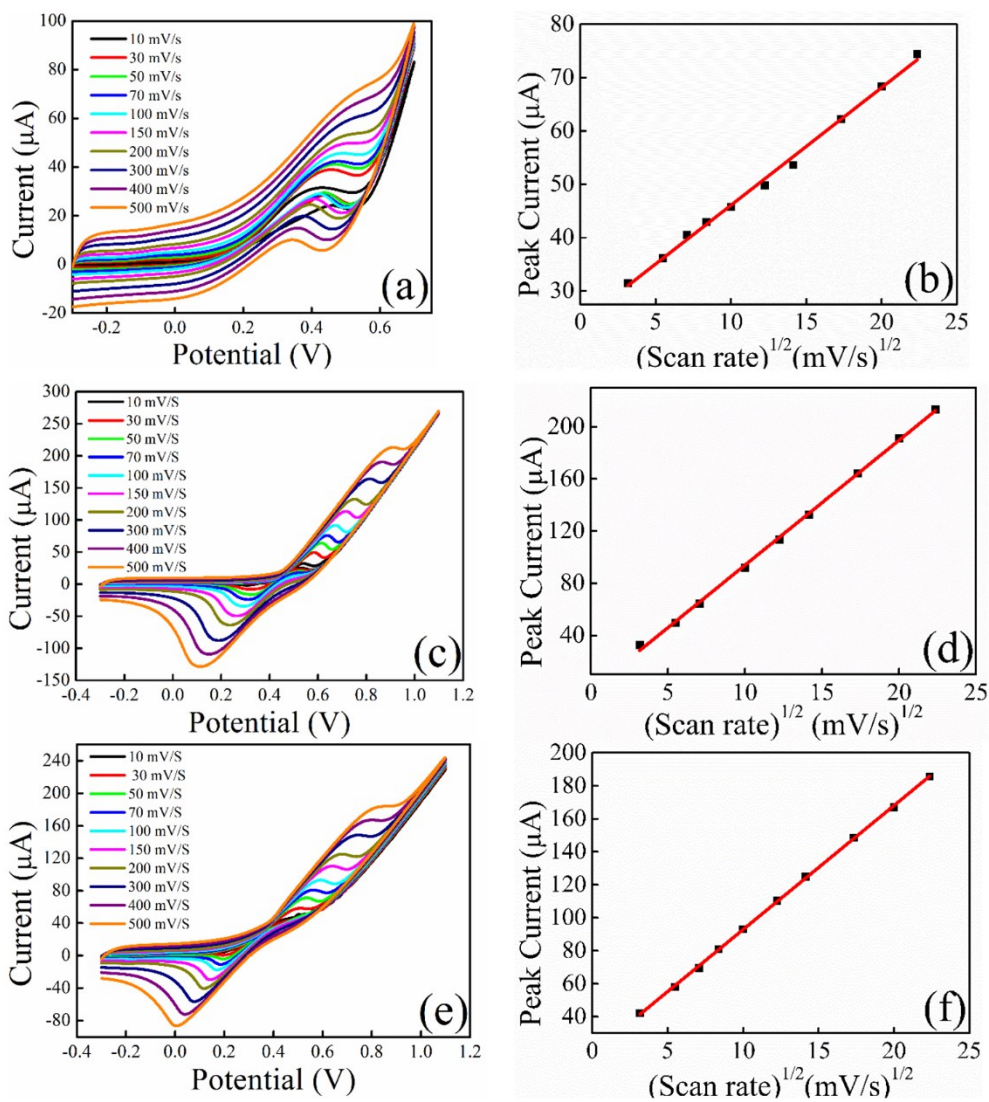 100
80
60
40
20
0
-20
Current (μA)
10 mV/s
30 mV/s
50 mV/s
70 mV/s
100 mV/s
150 mV/s
200 mV/s
300 mV/s
400 mV/s
500 mV/s
(a)
-0.2 0.0 0.2 0.4 0.6
Potential (V)
80
70
60
50
40
30
Peak Current (μA)
(b)
0 5 10 15 20 25
(Scan rate)^1/2 (mV/s)^1/2
300
250
200
150
100
50
0
-50
-100
-150
Current (μA)
10 mV/S
30 mV/S
50 mV/S
70 mV/S
100 mV/S
150 mV/S
200 mV/S
300 mV/S
400 mV/S
500 mV/S
(c)
-0.4 -0.2 0.0 0.2 0.4 0.6 0.8 1.0 1.2
Potential (V)
200
160
120
80
40
Peak Current (μA)
(d)
0 5 10 15 20 25
(Scan rate)^1/2 (mV/s)^1/2
240
200
160
120
80
40
0
-40
-80
Current (μA)
10 mV/S
30 mV/S
50 mV/S
70 mV/S
100 mV/S
150 mV/S
200 mV/S
300 mV/S
400 mV/S
500 mV/S
(e)
-0.4 -0.2 0.0 0.2 0.4 0.6 0.8 1.0 1.2
Potential (V)
200
180
160
140
120
100
80
60
40
Peak Current (μA)
(f)
0 5 10 15 20 25
(Scan rate)^1/2 (mV/s)^1/2